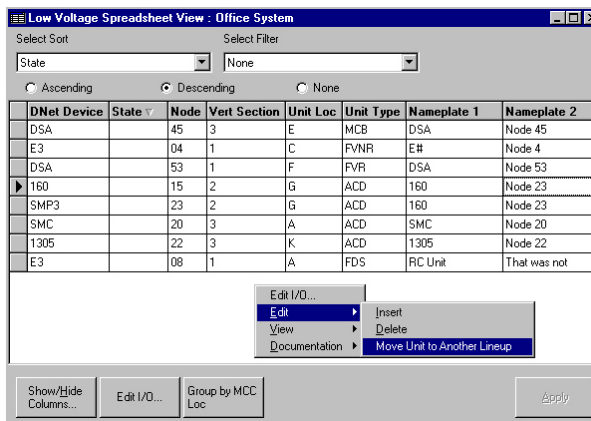 Low Voltage Spreadsheet View : Office System
Select Sort Select Filter
State None
Ascending Descending None
DNet Device State Node Vert Section Unit Loc Unit Type Nameplate 1 Nameplate 2
DSA 45 3 E MCB DSA Node 45
E3 04 1 C FVNR E# Node 4
DSA 53 1 F FVR DSA Node 53
160 15 2 G ACD 160 Node 23
SMP3 23 2 G ACD 160 Node 23
SMC 20 3 A ACD SMC Node 20
1305 22 3 K ACD 1305 Node 22
E3 08 1 A FDS RC Unit That was not
Edit I/O...
Edit Insert
View Delete
Documentation Move Unit to Another Lineup
Show/Hide Columns... Edit I/O... Group by MCC Loc Apply